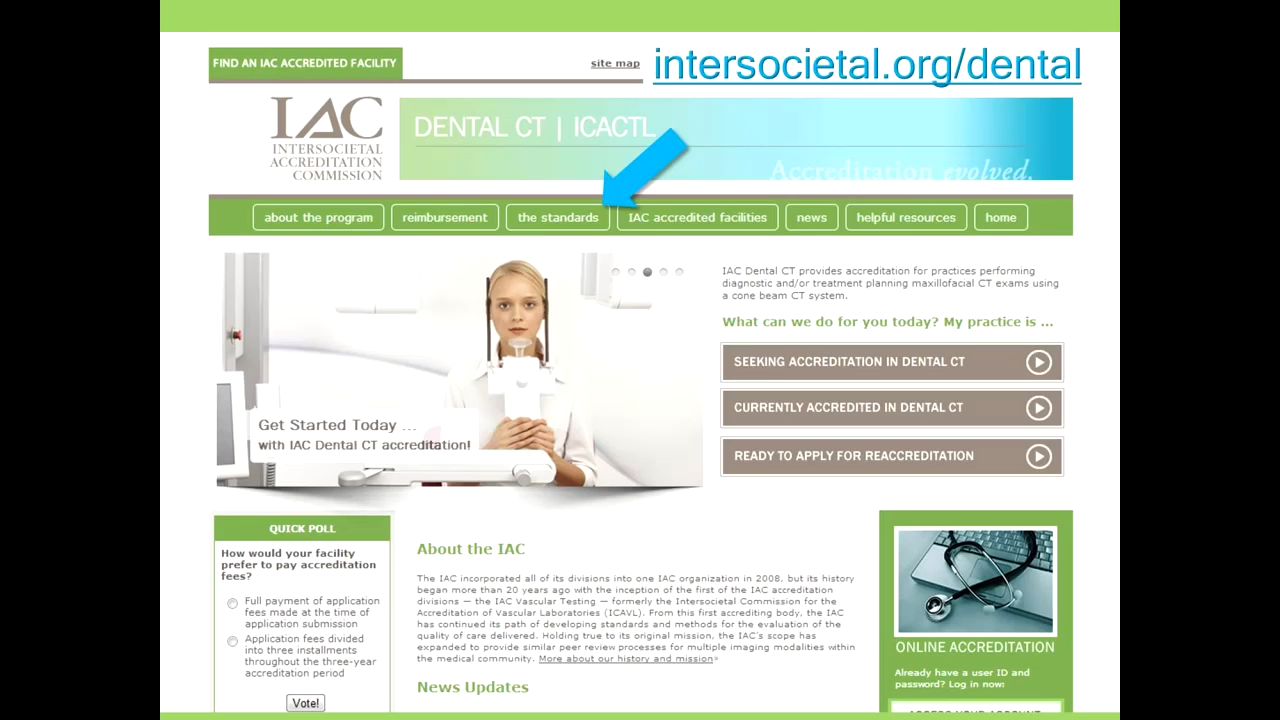 FIND AN IAC ACCREDITED FACILITY
site map
intersocietal.org/dental
IAC
INTERSOCIETAL
ACCREDITATION
COMMISSION
DENTAL CT | ICACTL
Accreditation evolved.
about the program
reimbursement
the standards
IAC accredited facilities
news
helpful resources
home
Get Started Today ...
with IAC Dental CT accreditation!
IAC Dental CT provides accreditation for practices performing
diagnostic and/or treatment planning maxillofacial CT exams using
a cone beam CT system.
What can we do for you today? My practice is ...
SEEKING ACCREDITATION IN DENTAL CT
CURRENTLY ACCREDITED IN DENTAL CT
READY TO APPLY FOR REACCREDITATION
QUICK POLL
How would your facility
prefer to pay accreditation
fees?
Full payment of application
fees made at the time of
application submission
Application fees divided
into three installments
throughout the three-year
accreditation period
Vote!
About the IAC
The IAC incorporated all of its divisions into one IAC organization in 2008, but its history
began more than 20 years ago with the inception of the first of the IAC accreditation
divisions — the IAC Vascular Testing — formerly the Intersocietal Commission for the
Accreditation of Vascular Laboratories (ICAVL). From this first accrediting body, the IAC
has continued its path of developing standards and methods for the evaluation of the
quality of care delivered. Holding true to its original mission, the IAC's scope has
expanded to provide similar peer review processes for multiple imaging modalities within
the medical community. More about our history and mission»
News Updates
ONLINE ACCREDITATION
Already have a user ID and
password? Log in now:
ACCESS YOUR ACCOUNT